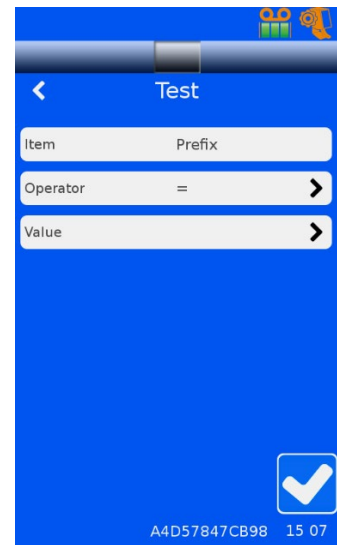 Test
Item Prefix
Operator =
Value
A4D57847CB98 15 07